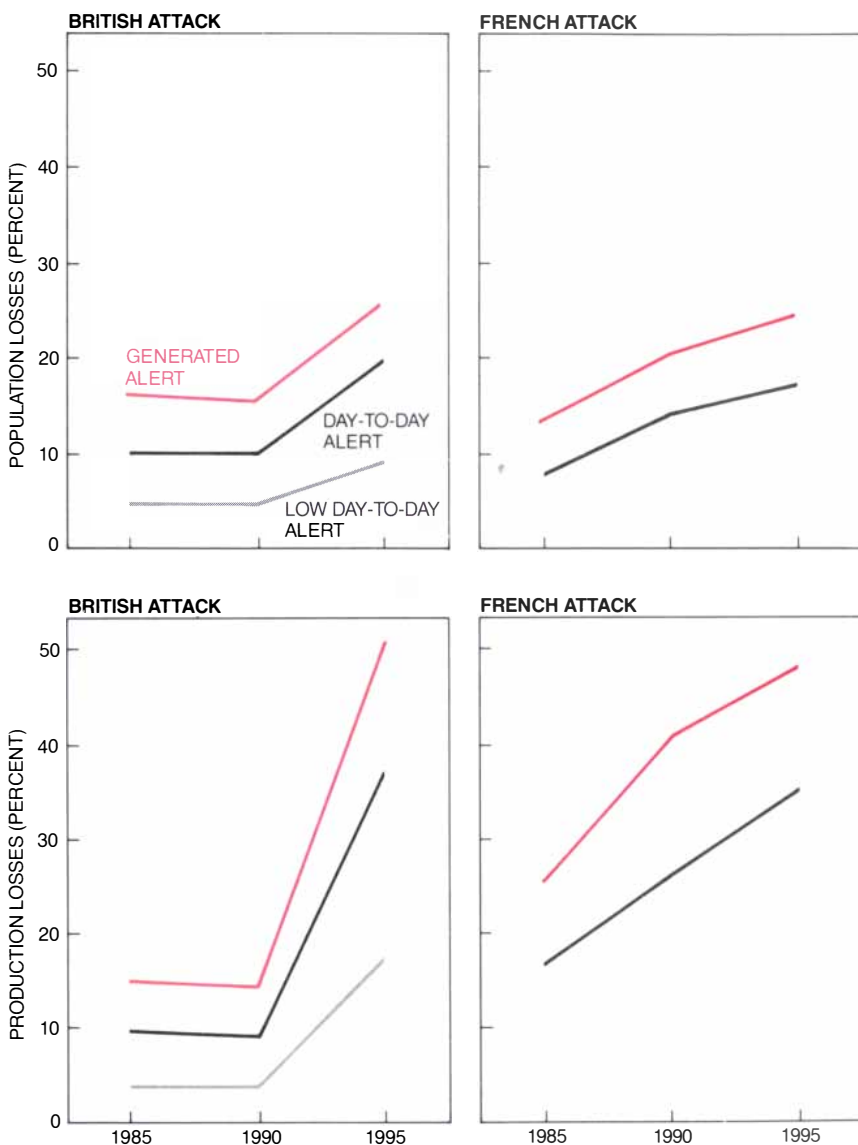 BRITISH ATTACK
FRENCH ATTACK
POPULATION LOSSES (PERCENT)
50
40
30
20
10
0
GENERATED
ALERT
DAY-TO-DAY
ALERT
LOW DAY-TO-DAY
ALERT
BRITISH ATTACK
FRENCH ATTACK
PRODUCTION LOSSES (PERCENT)
50
40
30
20
10
0
1985
1990
1995
1985
1990
1995